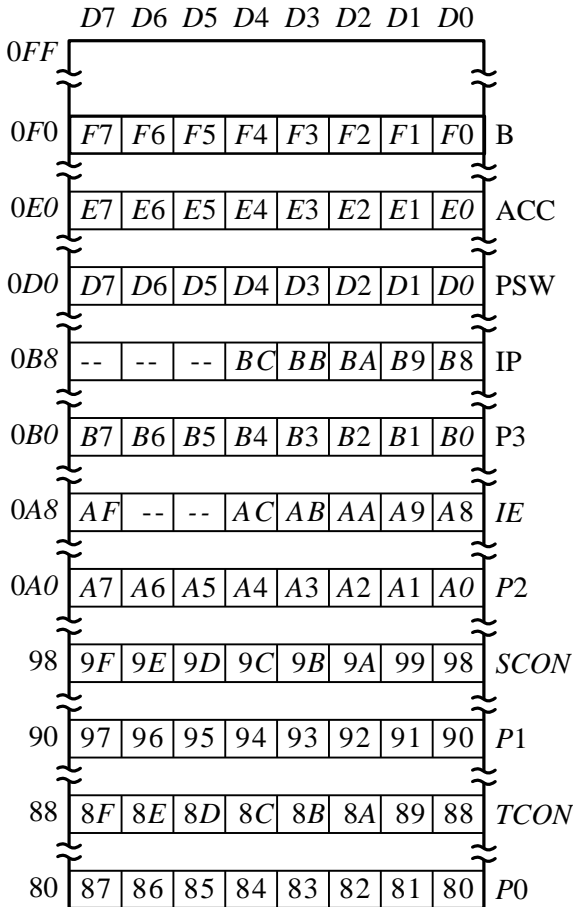 D7 D6 D5 D4 D3 D2 D1 D0
0FF
0F0 F7 F6 F5 F4 F3 F2 F1 F0 B
0E0 E7 E6 E5 E4 E3 E2 E1 E0 ACC
0D0 D7 D6 D5 D4 D3 D2 D1 D0 PSW
0B8 -- -- -- BC BB BA B9 B8 IP
0B0 B7 B6 B5 B4 B3 B2 B1 B0 P3
0A8 AF -- -- AC AB AA A9 A8 IE
0A0 A7 A6 A5 A4 A3 A2 A1 A0 P2
98 9F 9E 9D 9C 9B 9A 99 98 SCON
90 97 96 95 94 93 92 91 90 P1
88 8F 8E 8D 8C 8B 8A 89 88 TCON
80 87 86 85 84 83 82 81 80 P0